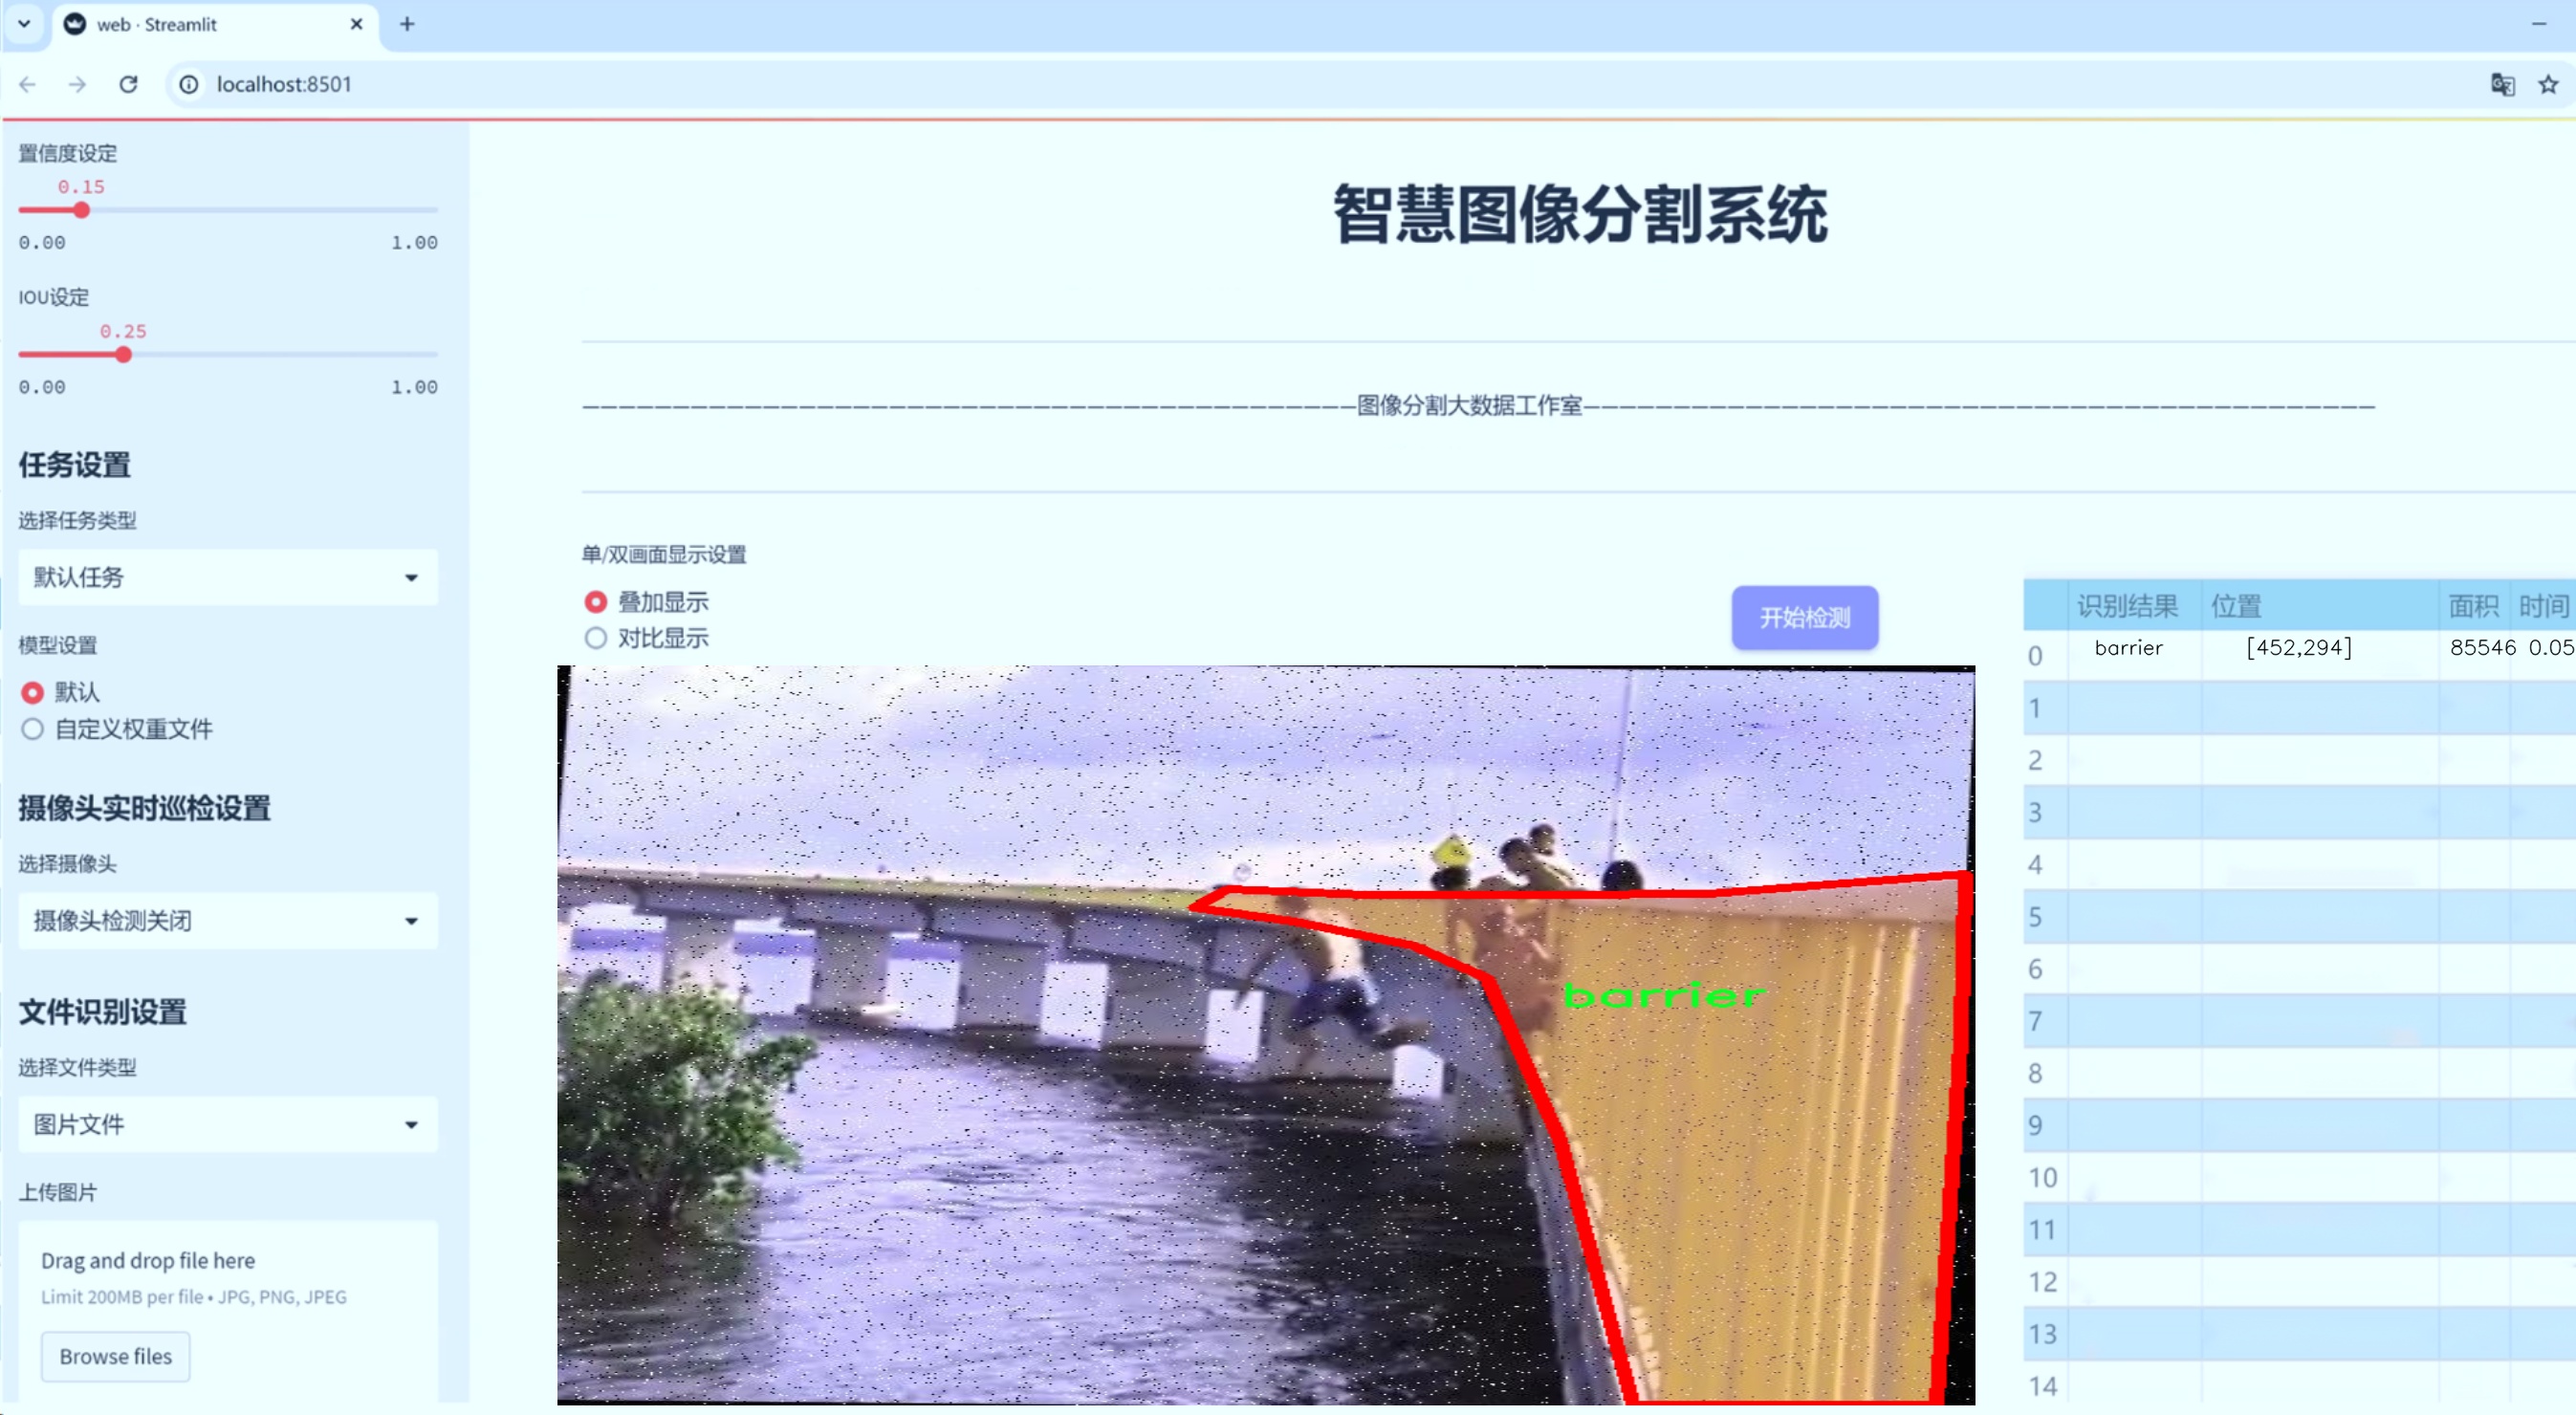 web · Streamlit
localhost:8501
置信度设定
0.15
0.00 1.00
IOU设定
0.25
0.00 1.00
任务设置
选择任务类型
默认任务
模型设置
默认
自定义权重文件
摄像头实时巡检设置
选择摄像头
摄像头检测关闭
文件识别设置
选择文件类型
图片文件
上传图片
Drag and drop file here
Limit 200MB per file • JPG, PNG, JPEG
Browse files
智慧图像分割系统
————————————————————————————————————————————图像分割大数据工作室————————————————————————————————————————————
单/双画面显示设置
叠加显示
对比显示
开始检测
barrier
识别结果 位置 面积 时间
0 barrier [452,294] 85546 0.05
1
2
3
4
5
6
7
8
9
10
11
12
13
14